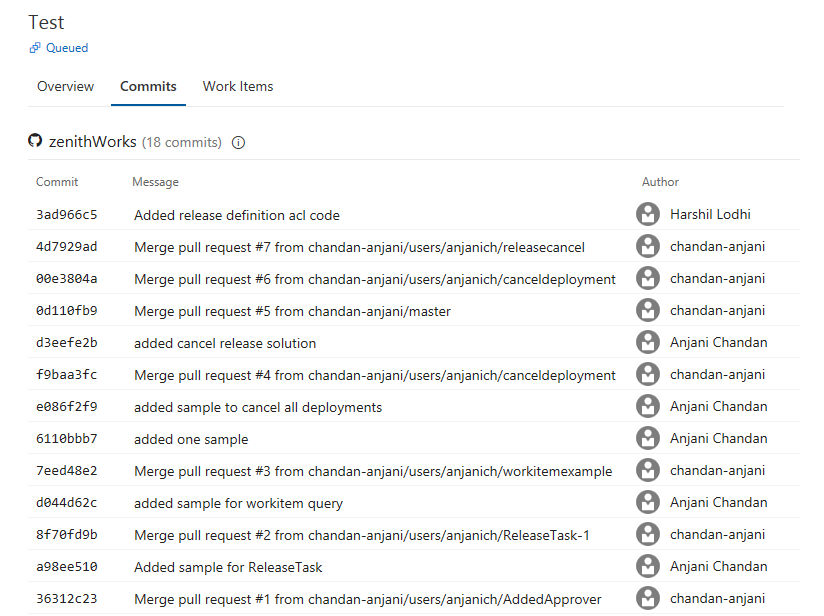 Test
Queued
Overview Commits Work Items
zenithWorks (18 commits)
Commit Message Author
3ad966c5 Added release definition acl code Harshil Lodhi
4d7929ad Merge pull request #7 from chandan-anjani/users/anjanich/releasecancel chandan-anjani
00e3804a Merge pull request #6 from chandan-anjani/users/anjanich/canceldeployment chandan-anjani
0d110fb9 Merge pull request #5 from chandan-anjani/master chandan-anjani
d3eefe2b added cancel release solution Anjani Chandan
f9baa3fc Merge pull request #4 from chandan-anjani/users/anjanich/canceldeployment chandan-anjani
e086f2f9 added sample to cancel all deployments Anjani Chandan
6110bbb7 added one sample Anjani Chandan
7eed48e2 Merge pull request #3 from chandan-anjani/users/anjanich/workitemexample chandan-anjani
d044d62c added sample for workitem query Anjani Chandan
8f70fd9b Merge pull request #2 from chandan-anjani/users/anjanich/ReleaseTask-1 chandan-anjani
a98ee510 Added sample for ReleaseTask Anjani Chandan
36312c23 Merge pull request #1 from chandan-anjani/users/anjanich/AddedApprover chandan-anjani